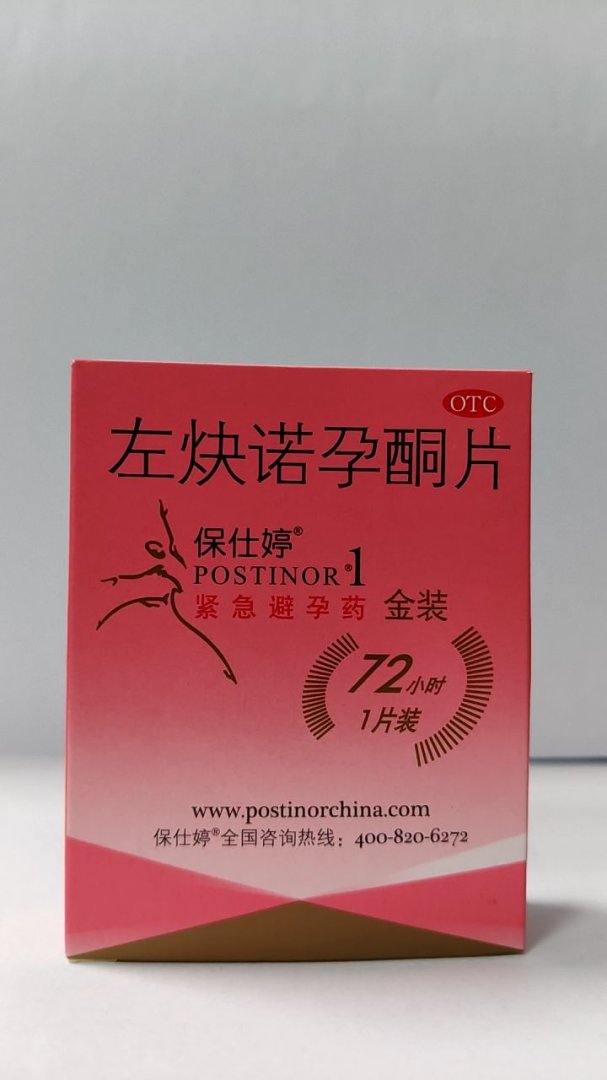 OTC
左炔诺孕酮片
保仕婷®
POSTINOR®1
紧急避孕药 金装
72小时
1片装
www.postinorchina.com
保仕婷®全国咨询热线：400-820-6272